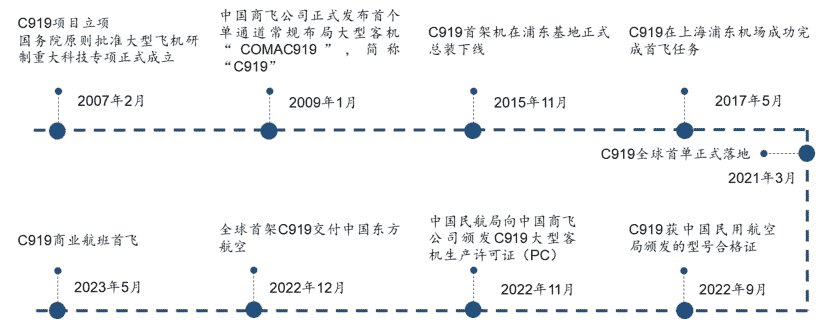 C919项目立项
国务院原则批准大型飞机研
制重大科技专项正式成立
2007年2月
中国商飞公司正式发布首个
单通道常规布局大型客机
“COMAC919”，简称
“C919”
2009年1月
C919首架机在浦东基地正式
总装下线
2015年11月
C919在上海浦东机场成功完
成首飞任务
2017年5月
C919全球首单正式落地
2021年3月
C919获中国民用航空
局颁发的型号合格证
2022年9月
中国民航局向中国商飞
公司颁发C919大型客
机生产许可证（PC）
2022年11月
全球首架C919交付中国东方
航空
2022年12月
C919商业航班首飞
2023年5月